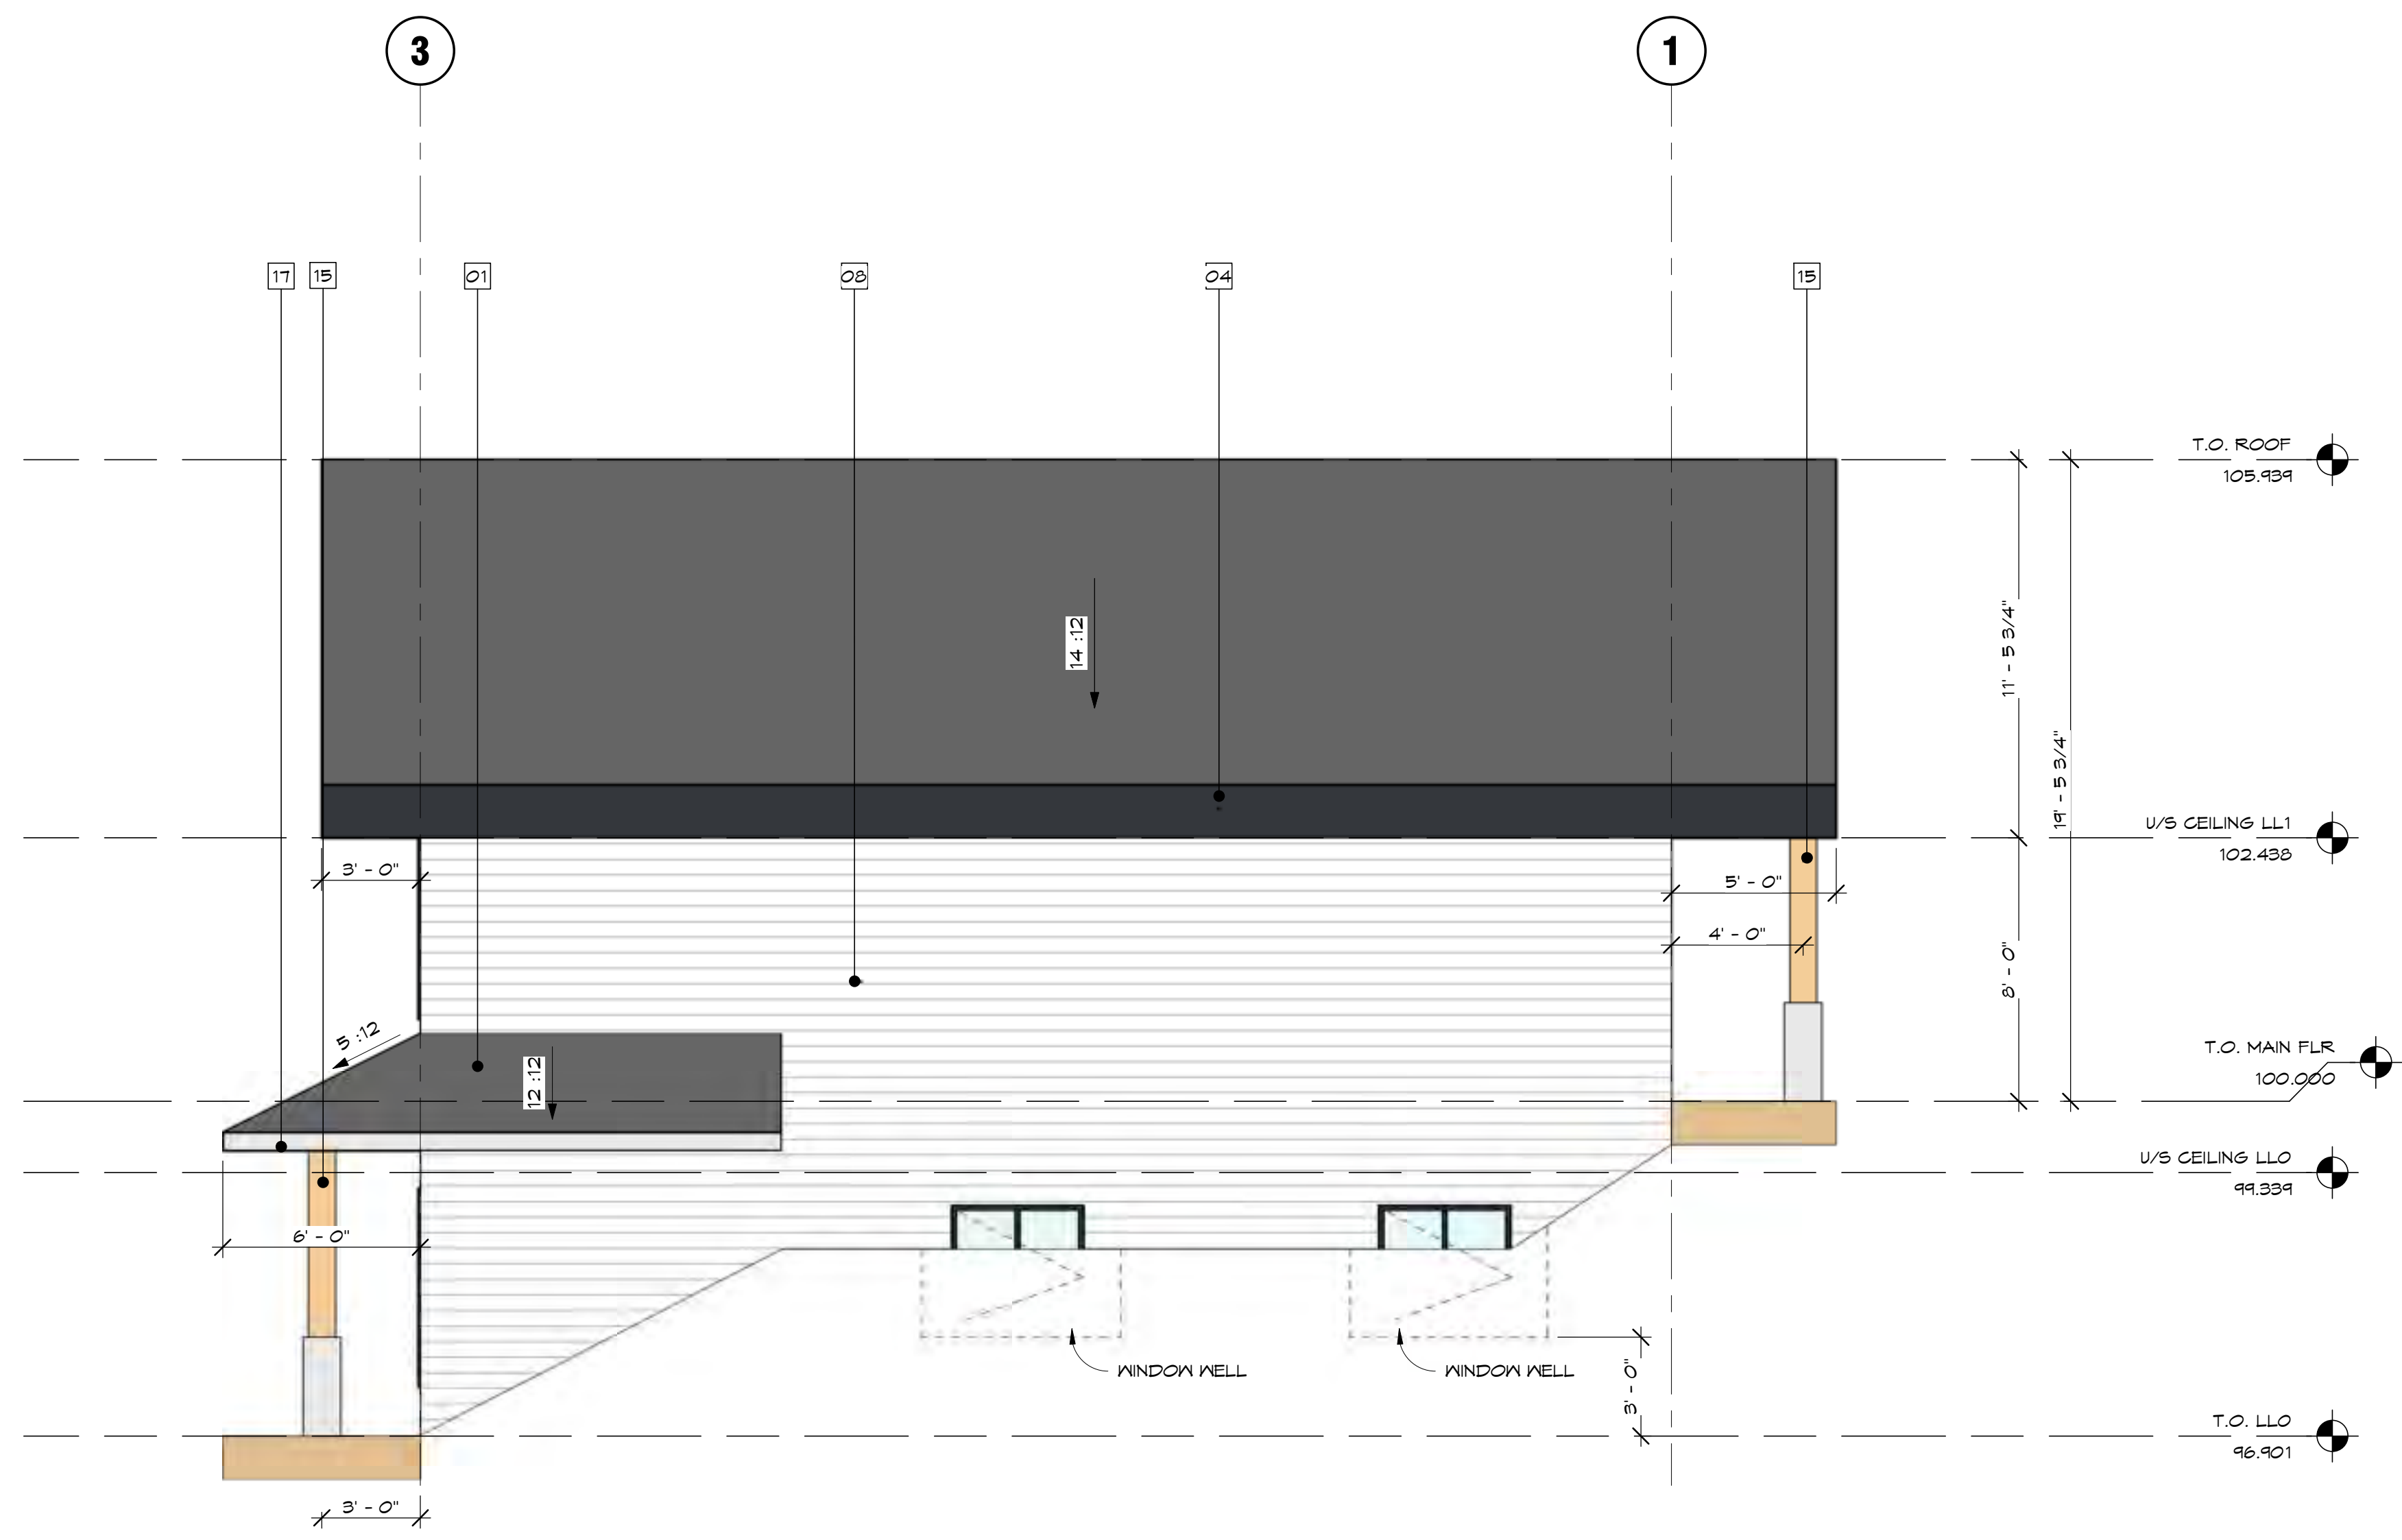 3
1
17
15
01
08
04
15
T.O. ROOF
105.939
14 :12
11' - 5 3/4"
19' - 5 3/4"
U/S CEILING LL1
102.438
3' - 0"
5' - 0"
4' - 0"
8' - 0"
5 :12
12 :12
T.O. MAIN FLR
100.000
U/S CEILING LL0
99.339
6' - 0"
WINDOW WELL
WINDOW WELL
3' - 0"
T.O. LL0
96.901
3' - 0"